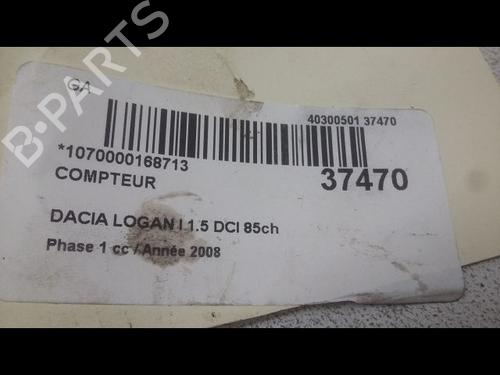 GA
40300501 37470
*1070000168713
37470
COMPTEUR
DACIA LOGAN I 1.5 DCI 85ch
Phase 1 cc / Année 2008
B-PARTS